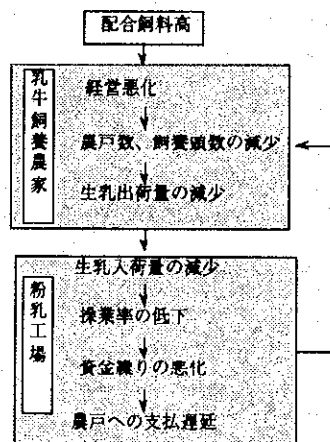 配合飼料高
乳牛飼養農家
経営悪化
農戸数、飼養頭数の減少
生乳出荷量の減少
粉乳工場
生乳入荷量の減少
操業率の低下
資金繰りの悪化
農戸への支払遅延